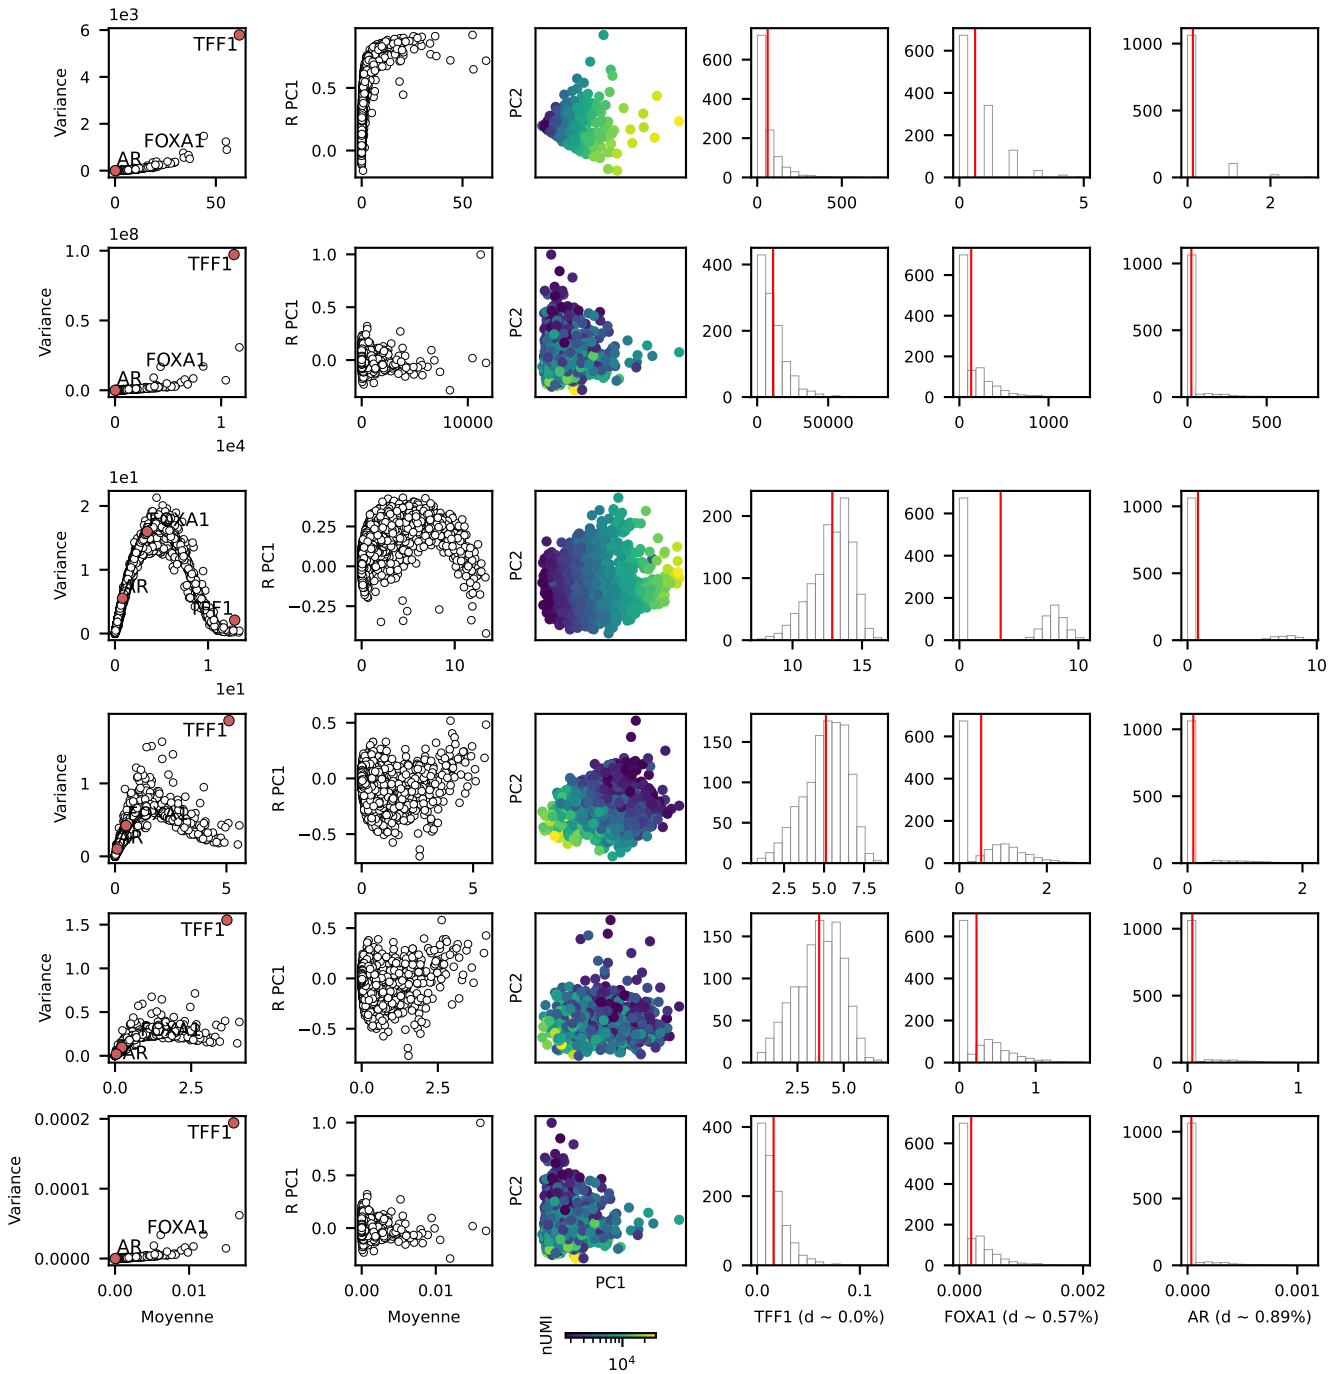 1e3
6
4
2
0
Variance
TFF1
FOXA1
AR
0 50
R PC1
0.5
0.0
0 50
PC2
600
400
200
0
0 500
600
400
200
0
0 5
1000
500
0
0 2
1e8
1.0
0.5
0.0
Variance
TFF1
FOXA1
AR
0 1
1e4
R PC1
1.0
0.5
0.0
0 10000
PC2
400
200
0
0 50000
600
400
200
0
0 1000
1000
500
0
0 500
1e1
2
1
0
Variance
FOXA1
AR
TFF1
0 1
1e1
R PC1
0.25
0.00
−0.25
0 10
PC2
200
100
0
10 15
600
400
200
0
0 5 10
1000
500
0
0 10
1
0
Variance
TFF1
FOXA1
AR
0 5
R PC1
0.5
0.0
−0.5
0 5
PC2
150
100
50
0
2.5 5.0 7.5
600
400
200
0
0 2
1000
500
0
0 2
1.5
1.0
0.5
0.0
Variance
TFF1
FOXA1
AR
0.0 2.5
R PC1
0.5
0.0
−0.5
0.0 2.5
PC2
150
100
50
0
2.5 5.0
600
400
200
0
0 1
1000
500
0
0 1
0.0002
0.0001
0.0000
Variance
TFF1
FOXA1
AR
0.00 0.01
Moyenne
R PC1
1.0
0.5
0.0
0.00 0.01
Moyenne
PC2
PC1
400
200
0
0.0 0.1
TFF1 (d ~ 0.0%)
600
400
200
0
0.000 0.002
FOXA1 (d ~ 0.57%)
1000
500
0
0.000 0.001
AR (d ~ 0.89%)
nUMI
10⁴